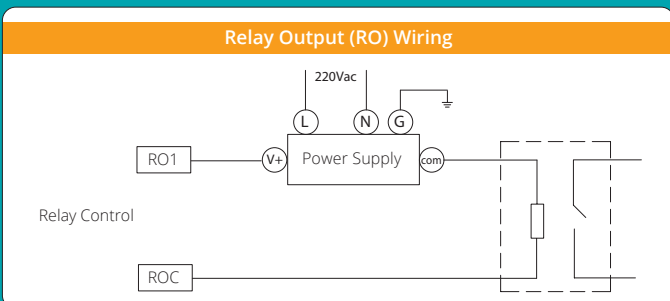 Relay Output (RO) Wiring
220Vac
L
N
G
RO1
V+
Power Supply
com
Relay Control
ROC